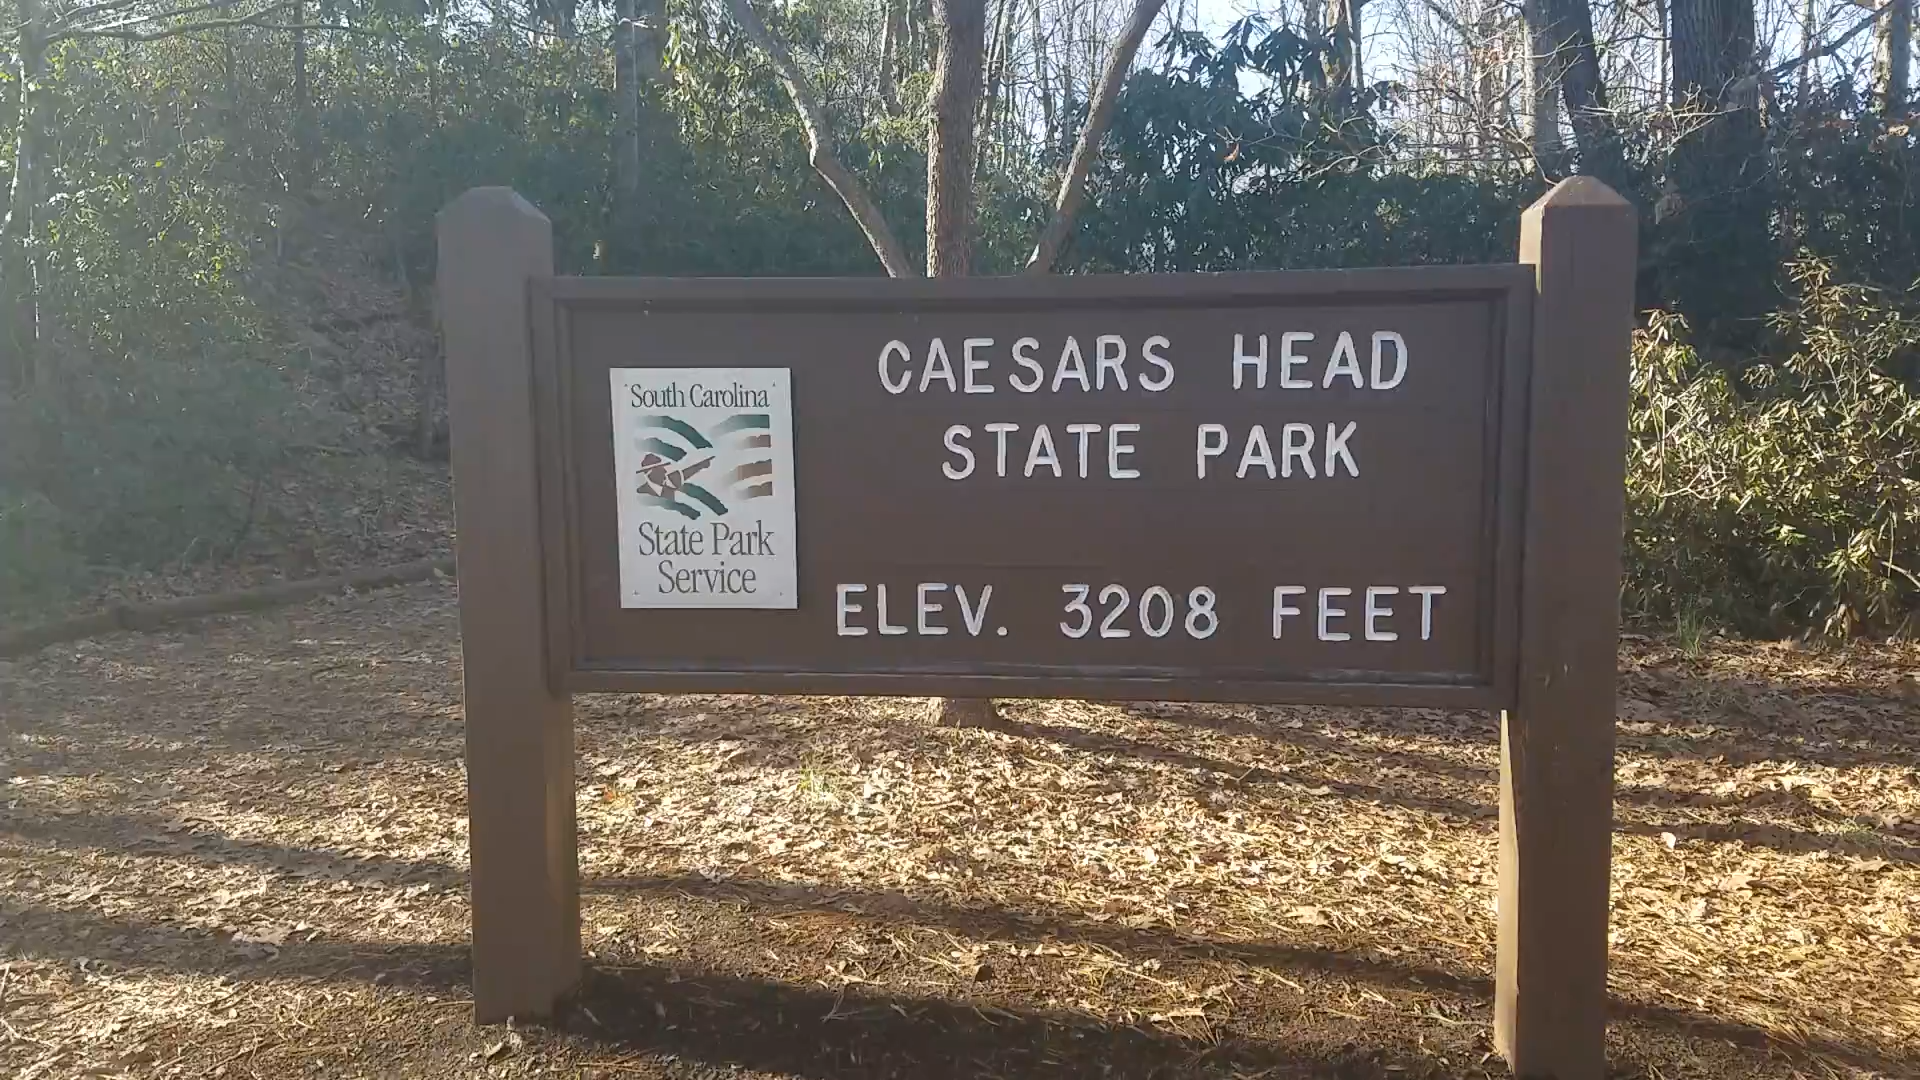 CAESARS HEAD
STATE PARK
ELEV. 3208 FEET
South Carolina
State Park
Service